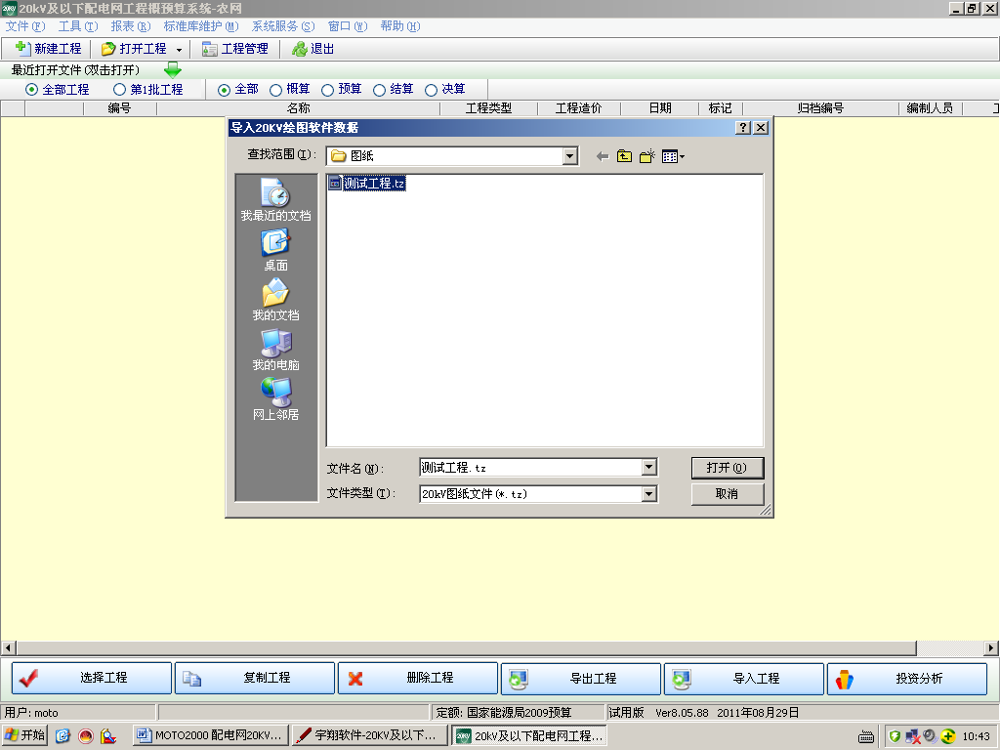 20kV及以下配电网工程概预算系统-农网
文件(F) 工具(T) 报表(R) 标准库维护(M) 系统服务(S) 窗口(W) 帮助(H)
新建工程 打开工程 工程管理 退出
最近打开文件(双击打开)
全部工程 第1批工程 全部 概算 预算 结算 决算
编号 名称 工程类型 工程造价 日期 标记 归档编号 编制人员
导入20KV绘图软件数据
查找范围(I): 图纸
测试工程.tz
我最近的文档
桌面
我的文档
我的电脑
网上邻居
文件名(N): 测试工程.tz 打开(O)
文件类型(T): 20kV图纸文件(*.tz) 取消
选择工程 复制工程 删除工程 导出工程 导入工程 投资分析
用户: moto 定额: 国家能源局2009预算 试用版 Ver8.05.88 2011年08月29日
开始 MOTO2000 配电网20KV... 宇翔软件-20KV及以下... 20kV及以下配电网工程... 10:43